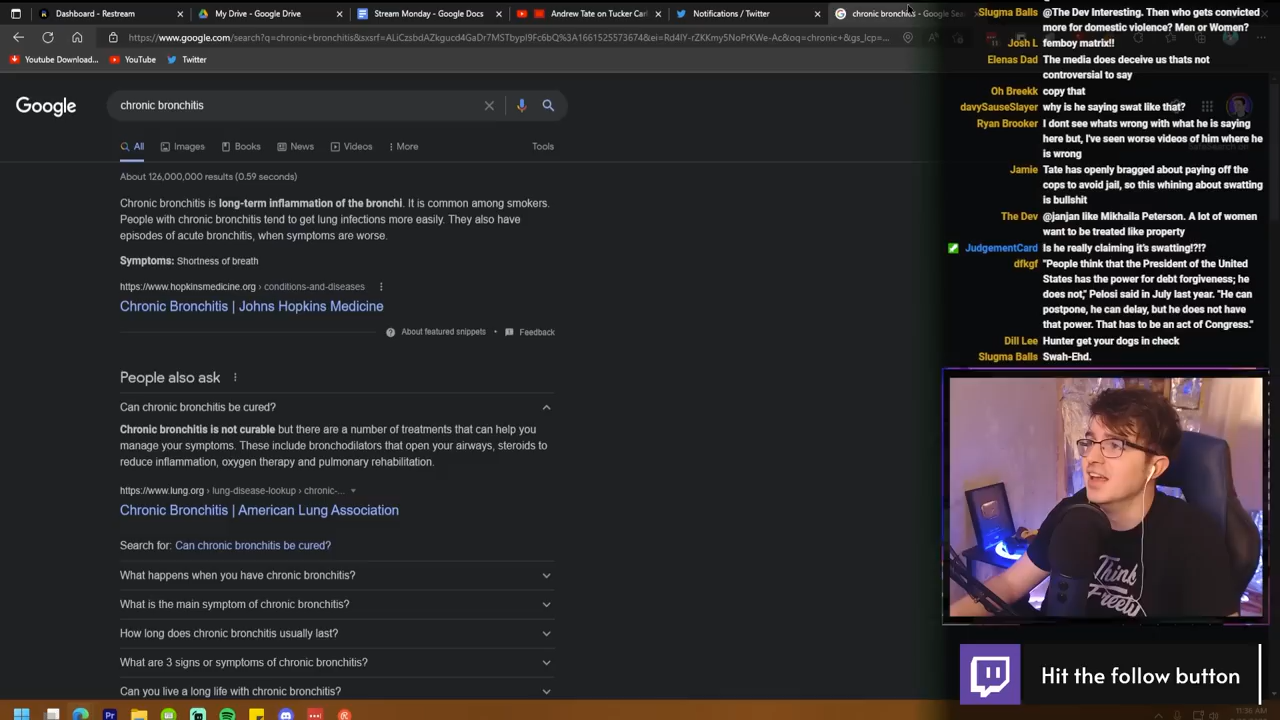 Dashboard - Restream
My Drive - Google Drive
Stream Monday - Google Docs
Andrew Tate on Tucker Carl
Notifications / Twitter
chronic bronchitis - Google Sea
https://www.google.com/search?q=chronic+bronchitis&
Youtube Download...
YouTube
Twitter
Google
chronic bronchitis
All
Images
Books
News
Videos
More
Tools
About 126,000,000 results (0.59 seconds)
Chronic bronchitis is long-term inflammation of the bronchi. It is common among smokers.
People with chronic bronchitis tend to get lung infections more easily. They also have
episodes of acute bronchitis, when symptoms are worse.
Symptoms: Shortness of breath
https://www.hopkinsmedicine.org › conditions-and-diseases
Chronic Bronchitis | Johns Hopkins Medicine
About featured snippets • Feedback
People also ask
Can chronic bronchitis be cured?
Chronic bronchitis is not curable but there are a number of treatments that can help you
manage your symptoms. These include bronchodilators that open your airways, steroids to
reduce inflammation, oxygen therapy and pulmonary rehabilitation.
https://www.lung.org › lung-disease-lookup › chronic-...
Chronic Bronchitis | American Lung Association
Search for: Can chronic bronchitis be cured?
What happens when you have chronic bronchitis?
What is the main symptom of chronic bronchitis?
How long does chronic bronchitis usually last?
What are 3 signs or symptoms of chronic bronchitis?
Can you live a long life with chronic bronchitis?
Slugma Balls @The Dev Interesting. Then who gets convicted
more for domestic violence? Men or Women?
Josh L femboy matrix!!
Elenas Dad The media does deceive us thats not
controversial to say
Oh Breekk copy that
davySauseSlayer why is he saying swat like that?
Ryan Brooker I dont see whats wrong with what he is saying
here but, I've seen worse videos of him where he
is wrong
Jamie Tate has openly bragged about paying off the
cops to avoid jail, so this whining about swatting
is bullshit
The Dev @janjan like Mikhaila Peterson. A lot of women
want to be treated like property
JudgementCard Is he really claiming it's swatting!?!?
dfkgf "People think that the President of the United
States has the power for debt forgiveness; he
does not," Pelosi said in July last year. "He can
postpone, he can delay, but he does not have
that power. That has to be an act of Congress."
Dill Lee Hunter get your dogs in check
Slugma Balls Swah-Ehd.
Think
Hit the follow button
11:36 AM